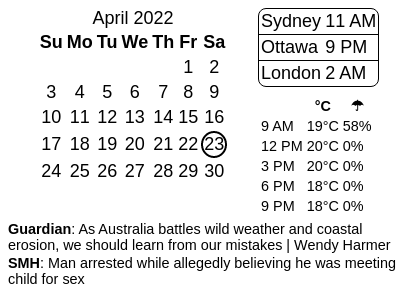 April 2022
Su Mo Tu We Th Fr Sa
1 2
3 4 5 6 7 8 9
10 11 12 13 14 15 16
17 18 19 20 21 22 23
24 25 26 27 28 29 30
Sydney 11 AM
Ottawa 9 PM
London 2 AM
°C ☂
9 AM 19°C 58%
12 PM 20°C 0%
3 PM 20°C 0%
6 PM 18°C 0%
9 PM 18°C 0%
Guardian: As Australia battles wild weather and coastal
erosion, we should learn from our mistakes | Wendy Harmer
SMH: Man arrested while allegedly believing he was meeting
child for sex